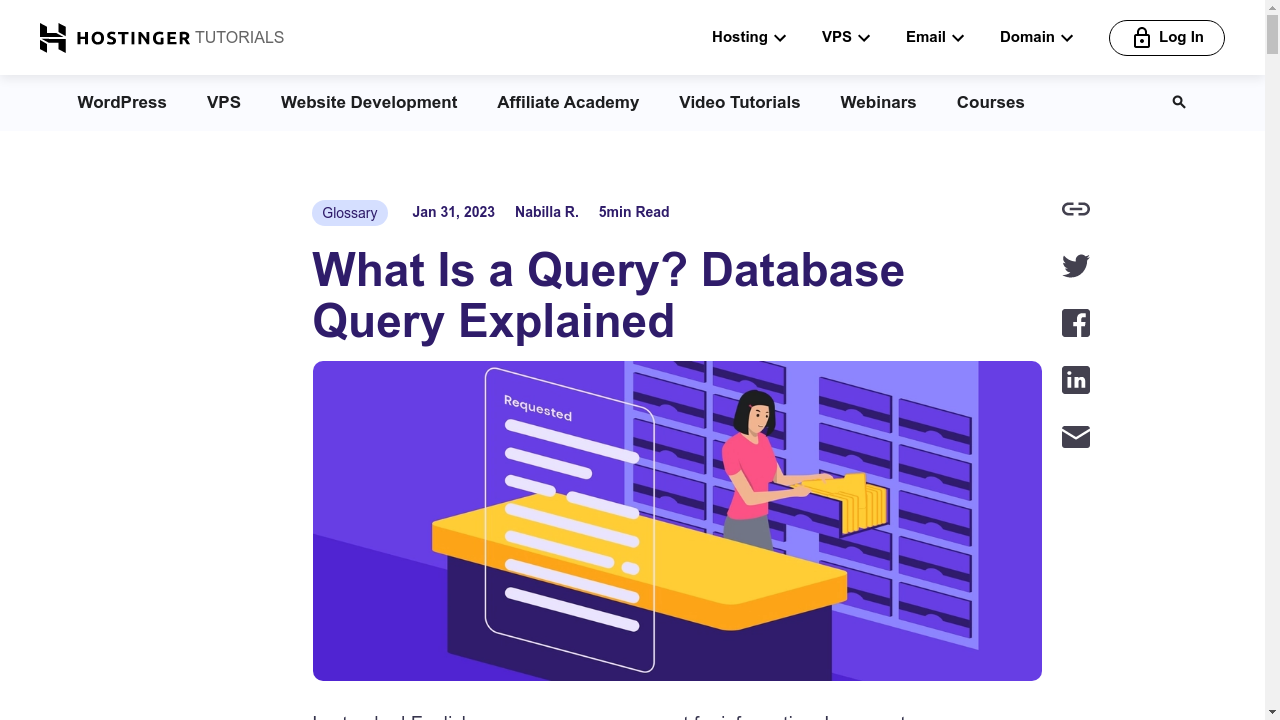 HOSTINGER TUTORIALS
Hosting
VPS
Email
Domain
Log In
WordPress
VPS
Website Development
Affiliate Academy
Video Tutorials
Webinars
Courses
Glossary
Jan 31, 2023
Nabilla R.
5min Read
What Is a Query? Database
Query Explained
Requested